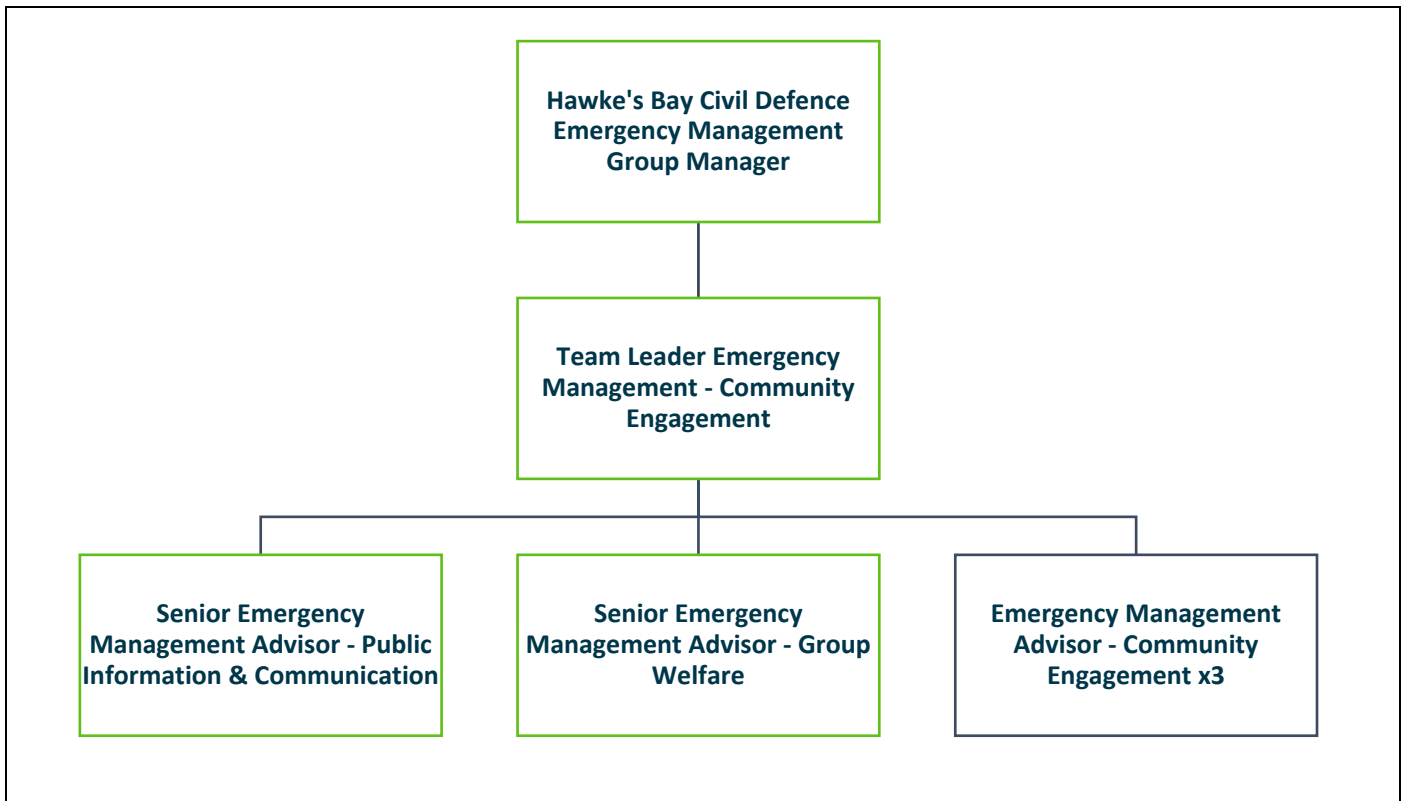 Hawke's Bay Civil Defence
Emergency Management
Group Manager
Team Leader Emergency
Management - Community
Engagement
Senior Emergency
Management Advisor - Public
Information & Communication
Senior Emergency
Management Advisor - Group
Welfare
Emergency Management
Advisor - Community
Engagement x3